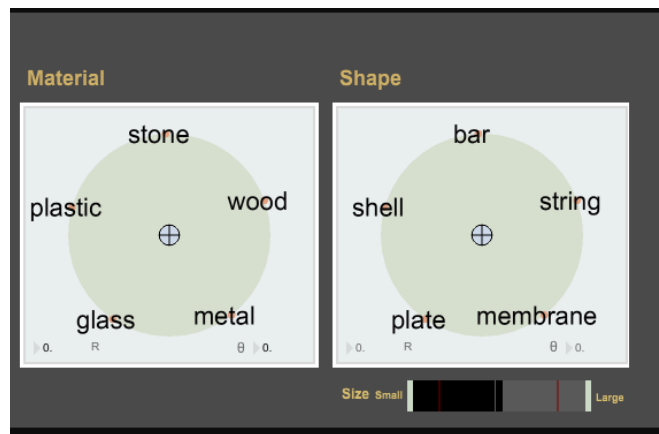 Material
stone
plastic
wood
glass
metal
0. R θ 0.
Shape
bar
shell
string
plate
membrane
0. R θ 0.
Size Small Large